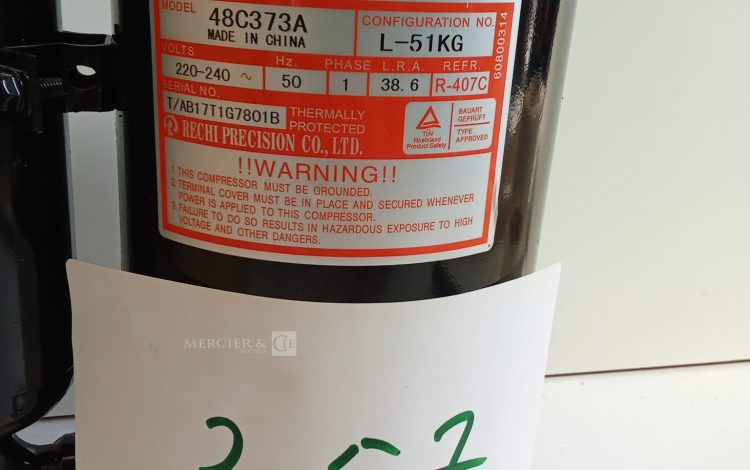 MODEL 48C373A CONFIGURATION NO.
MADE IN CHINA L-51KG
VOLTS Hz. PHASE L.R.A. REFR.
220-240 ~ 50 1 38.6 R-407C
SERIAL NO.
T/AB17T1G7801B THERMALLY PROTECTED
RECHI PRECISION CO., LTD.
TÜV
Rheinland
Product Safety
BAUART
GEPRÜFT
TYPE
APPROVED
60800314
!!WARNING!!
1. THIS COMPRESSOR MUST BE GROUNDED.
2. TERMINAL COVER MUST BE IN PLACE AND SECURED WHENEVER
POWER IS APPLIED TO THIS COMPRESSOR.
3. FAILURE TO DO SO RESULTS IN HAZARDOUS EXPOSURE TO HIGH
VOLTAGE AND OTHER DANGERS.
MERCIER & CIE